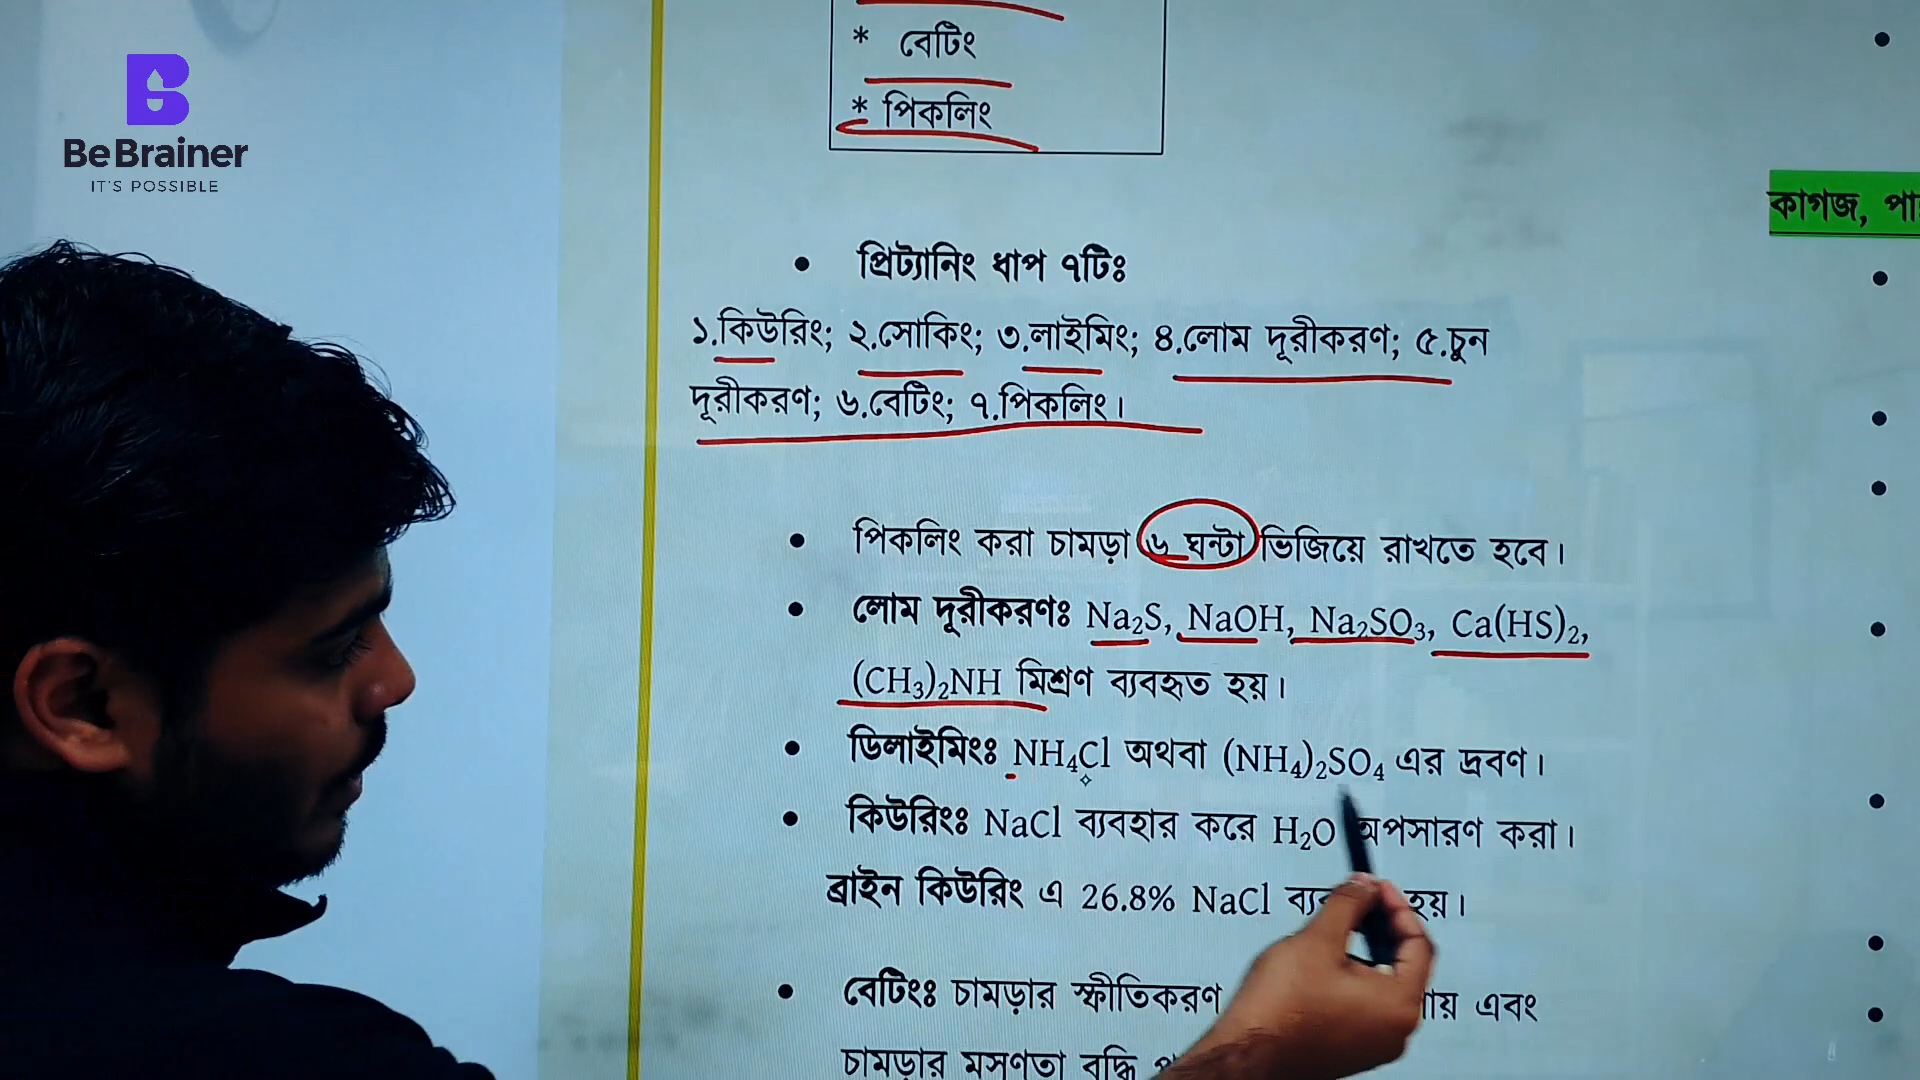 BeBrainer
IT'S POSSIBLE
* বেটিং
* পিকলিং
কাগজ,
• প্রিট্যানিং ধাপ ৭টিঃ
১.কিউরিং; ২.সোকিং; ৩.লাইমিং; ৪.লোম দূরীকরণ; ৫.চুন
দূরীকরণ; ৬.বেটিং; ৭.পিকলিং।
• পিকলিং করা চামড়া ৬ ঘন্টা ভিজিয়ে রাখতে হবে।
• লোম দূরীকরণঃ Na₂S, NaOH, Na₂SO₃, Ca(HS)₂,
(CH₃)₂NH মিশ্রণ ব্যবহৃত হয়।
• ডিলাইমিংঃ NH₄Cl অথবা (NH₄)₂SO₄ এর দ্রবণ।
• কিউরিংঃ NaCl ব্যবহার করে H₂O অপসারণ করা।
ব্রাইন কিউরিং এ 26.8% NaCl হয়।
• বেটিংঃ চামড়ার স্ফীতিকরণ এবং
চামড়ার মসৃণতা বৃদ্ধি